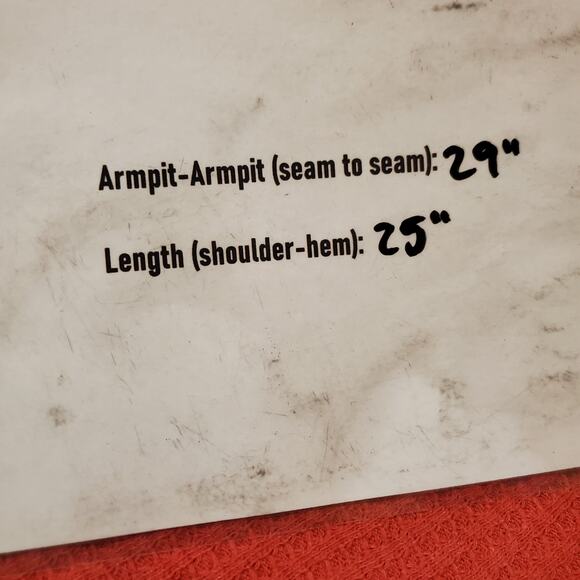 Armpit-Armpit (seam to seam): 29"
Length (shoulder-hem): 25"